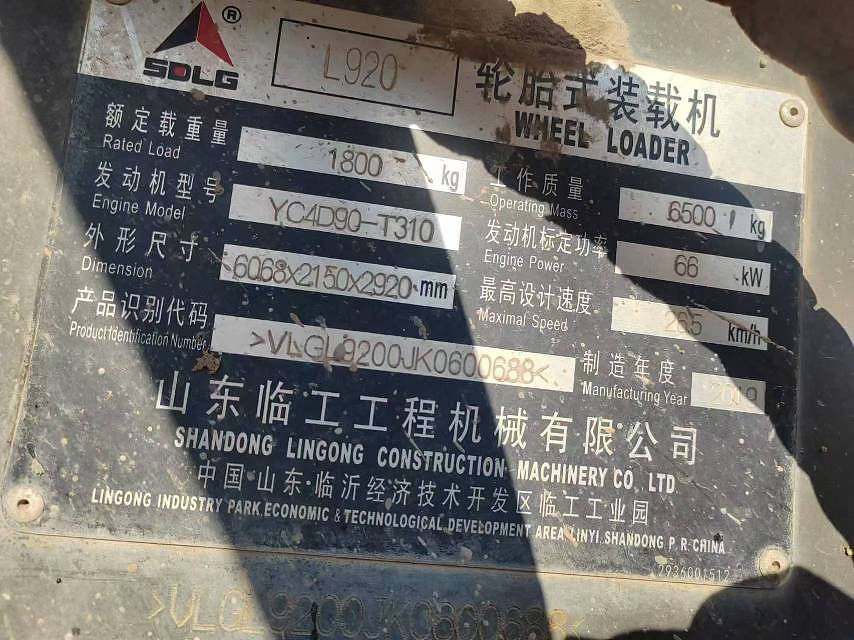 ®
SDLG
L920
轮胎式装载机
WHEEL LOADER
额定载重量 1800 kg
Rated Load
工作质量 6500 kg
Operating Mass
发动机型号 YC4D90-T310
Engine Model
发动机标定功率 66 kW
Engine Power
外形尺寸 6068x2150x2920 mm
Dimension
最高设计速度 26.5 km/h
Maximal Speed
产品识别代码 >VLGL9200JK0600688<
Product Identification Number
制造年度 2019
Manufacturing Year
山东临工工程机械有限公司
SHANDONG LINGONG CONSTRUCTION MACHINERY CO. LTD
中国·山东·临沂经济技术开发区临工工业园
LINGONG INDUSTRY PARK,ECONOMIC & TECHNOLOGICAL DEVELOPMENT AREA LINYI.SHANDONG P. R. CHINA
2936001512
>VLGL9200JK0600688<